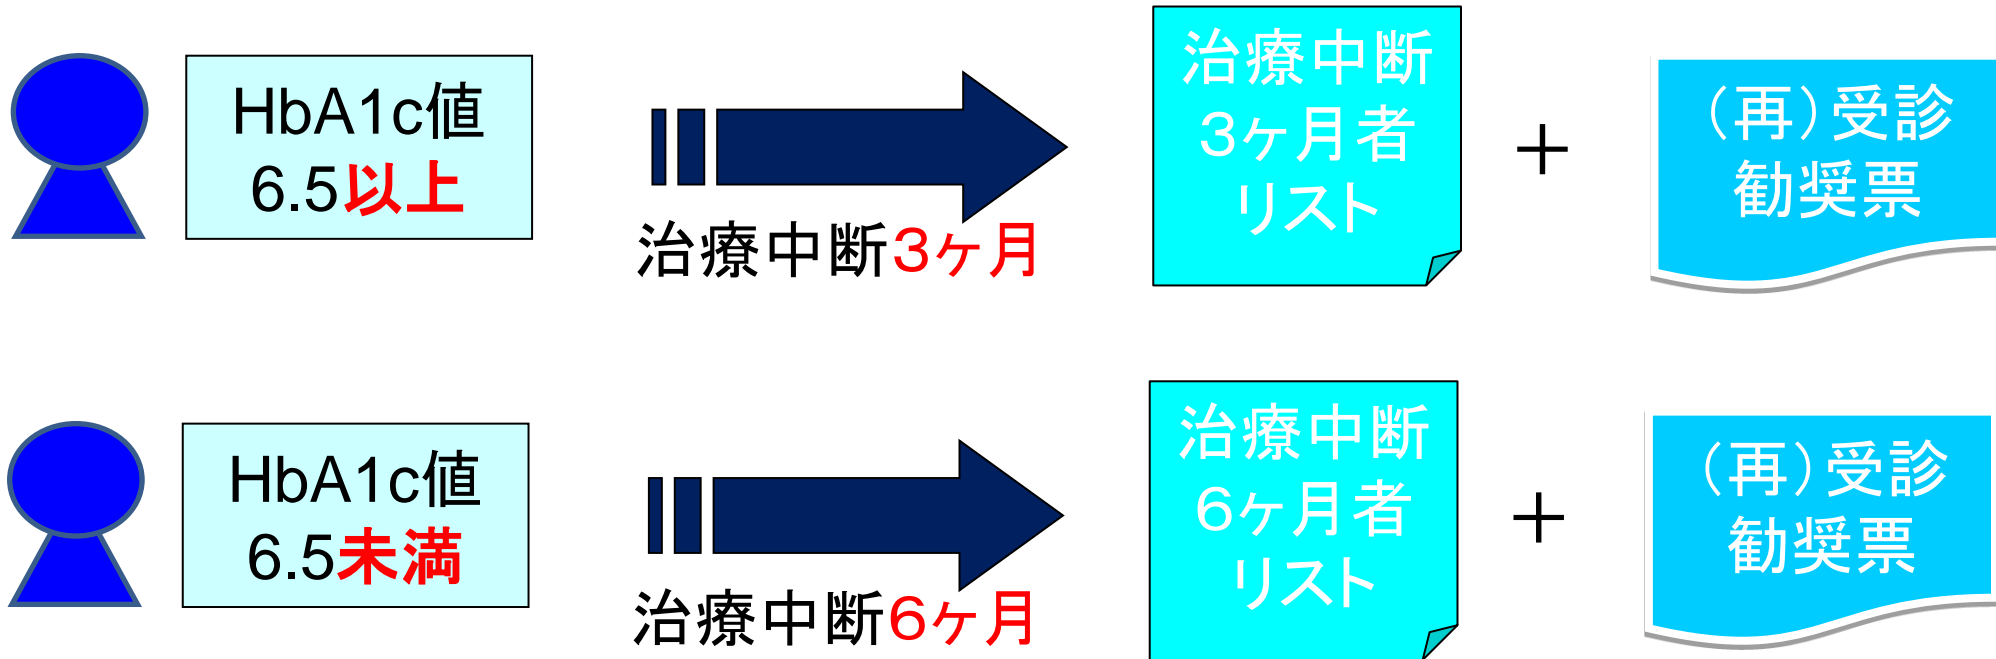 HbA1c値
6.5以上
治療中断3ヶ月
治療中断
3ヶ月者
リスト
+
（再）受診
勧奨票
HbA1c値
6.5未満
治療中断6ヶ月
治療中断
6ヶ月者
リスト
+
（再）受診
勧奨票